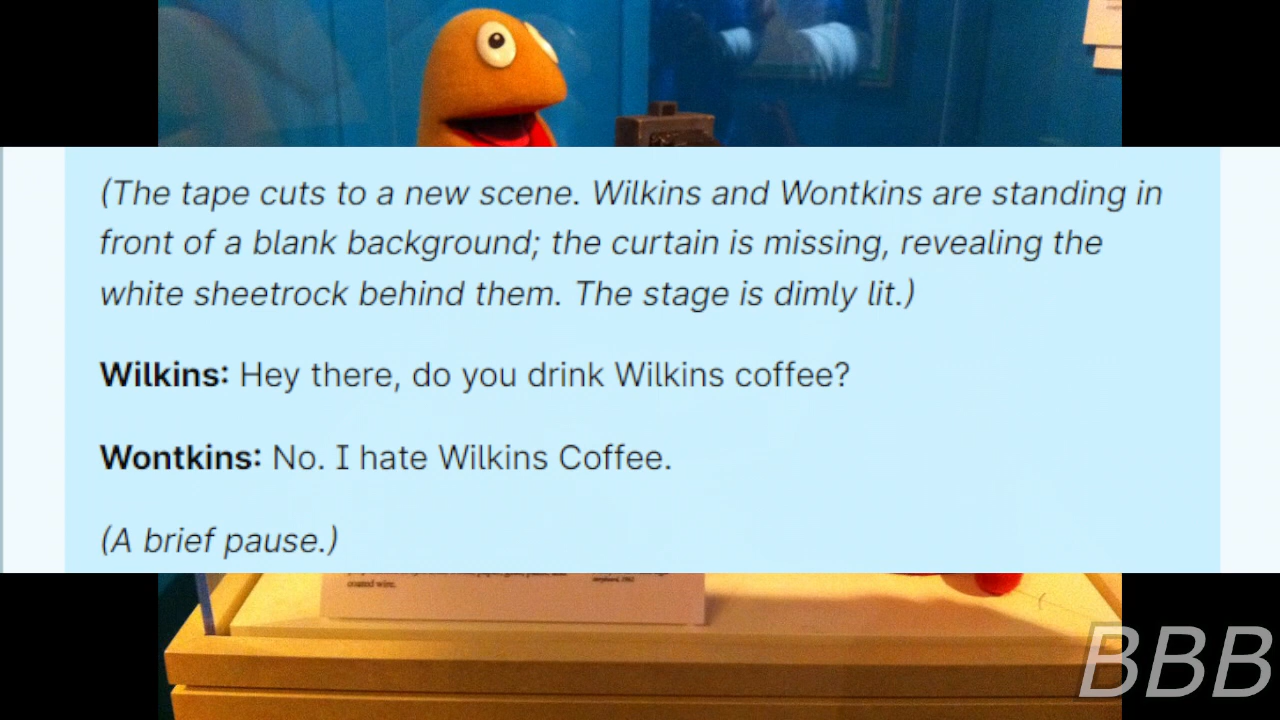 (The tape cuts to a new scene. Wilkins and Wontkins are standing in
front of a blank background; the curtain is missing, revealing the
white sheetrock behind them. The stage is dimly lit.)
Wilkins: Hey there, do you drink Wilkins coffee?
Wontkins: No. I hate Wilkins Coffee.
(A brief pause.)
coated wire.
BBB